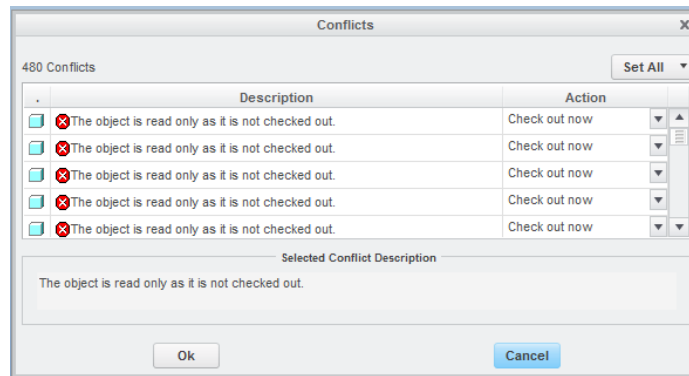 Conflicts X
480 Conflicts Set All
. Description Action
The object is read only as it is not checked out. Check out now
The object is read only as it is not checked out. Check out now
The object is read only as it is not checked out. Check out now
The object is read only as it is not checked out. Check out now
The object is read only as it is not checked out. Check out now
Selected Conflict Description
The object is read only as it is not checked out.
Ok Cancel